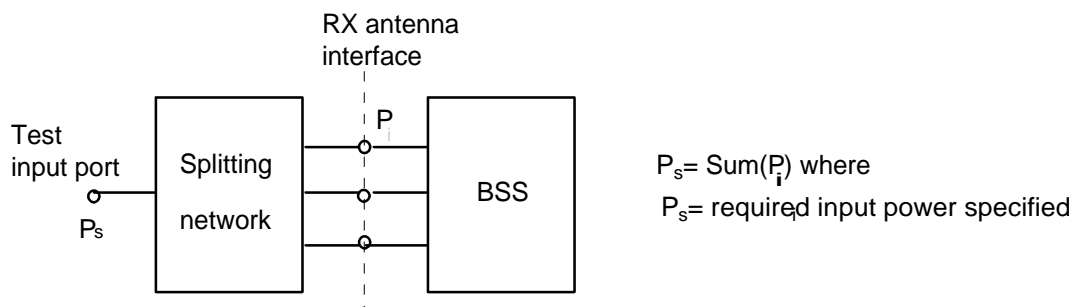 RX antenna
interface
Test
input port
Ps
Splitting
network
Pi
BSS
Ps= Sum(Pi) where
Ps= required input power specified